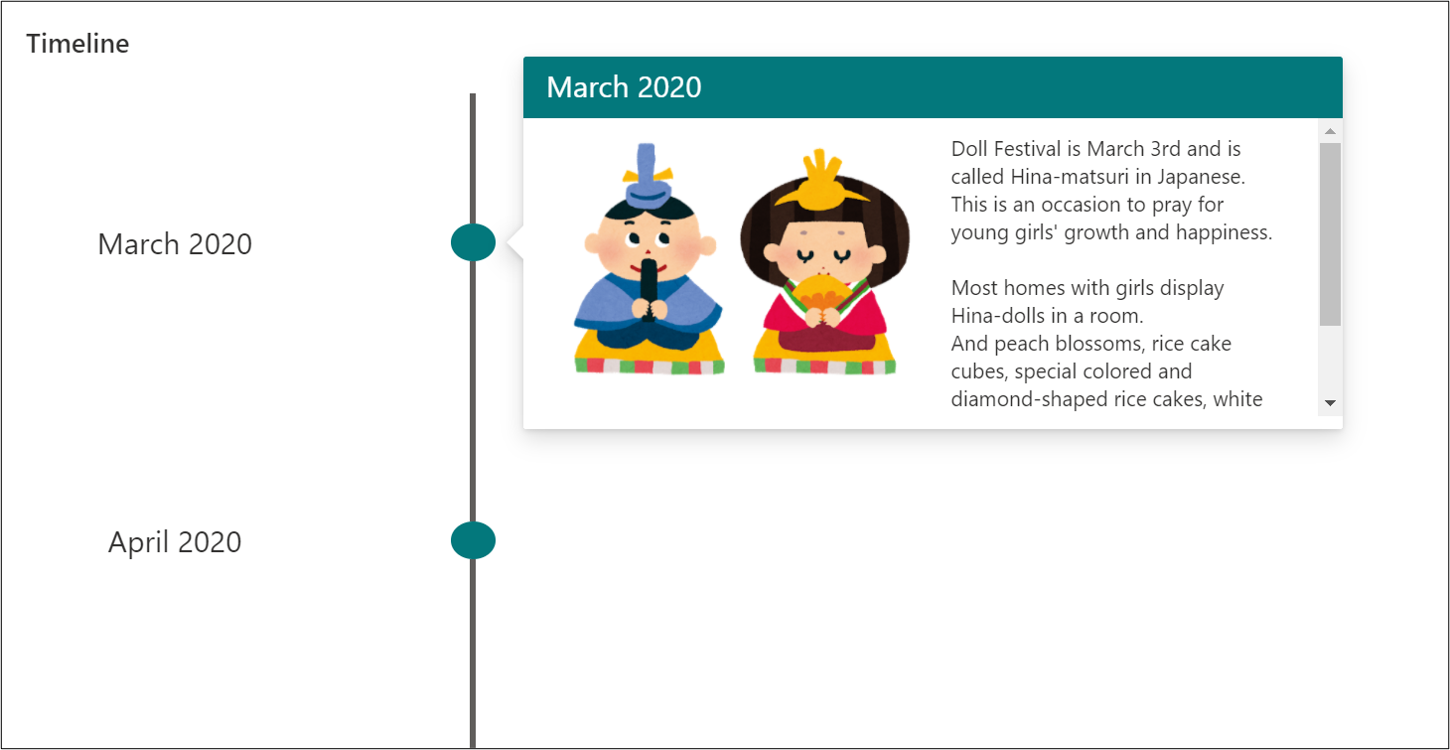 Timeline
March 2020
March 2020
Doll Festival is March 3rd and is
called Hina-matsuri in Japanese.
This is an occasion to pray for
young girls' growth and happiness.
Most homes with girls display
Hina-dolls in a room.
And peach blossoms, rice cake
cubes, special colored and
diamond-shaped rice cakes, white
April 2020